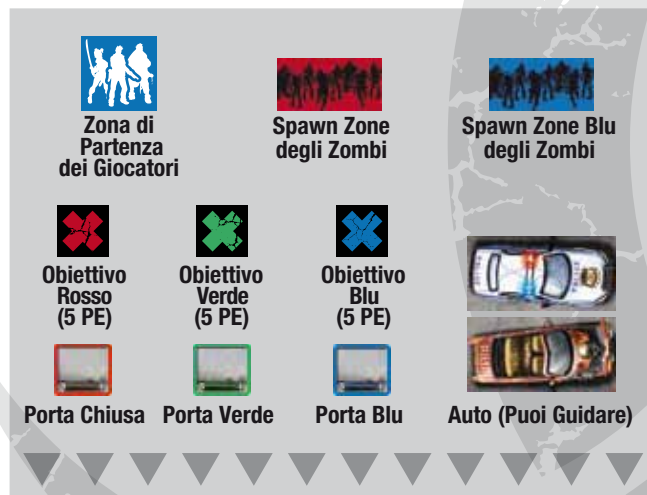 Zona di
Partenza
dei Giocatori
Spawn Zone
degli Zombi
Spawn Zone Blu
degli Zombi
Obiettivo
Rosso
(5 PE)
Obiettivo
Verde
(5 PE)
Obiettivo
Blu
(5 PE)
Porta Chiusa
Porta Verde
Porta Blu
Auto (Puoi Guidare)